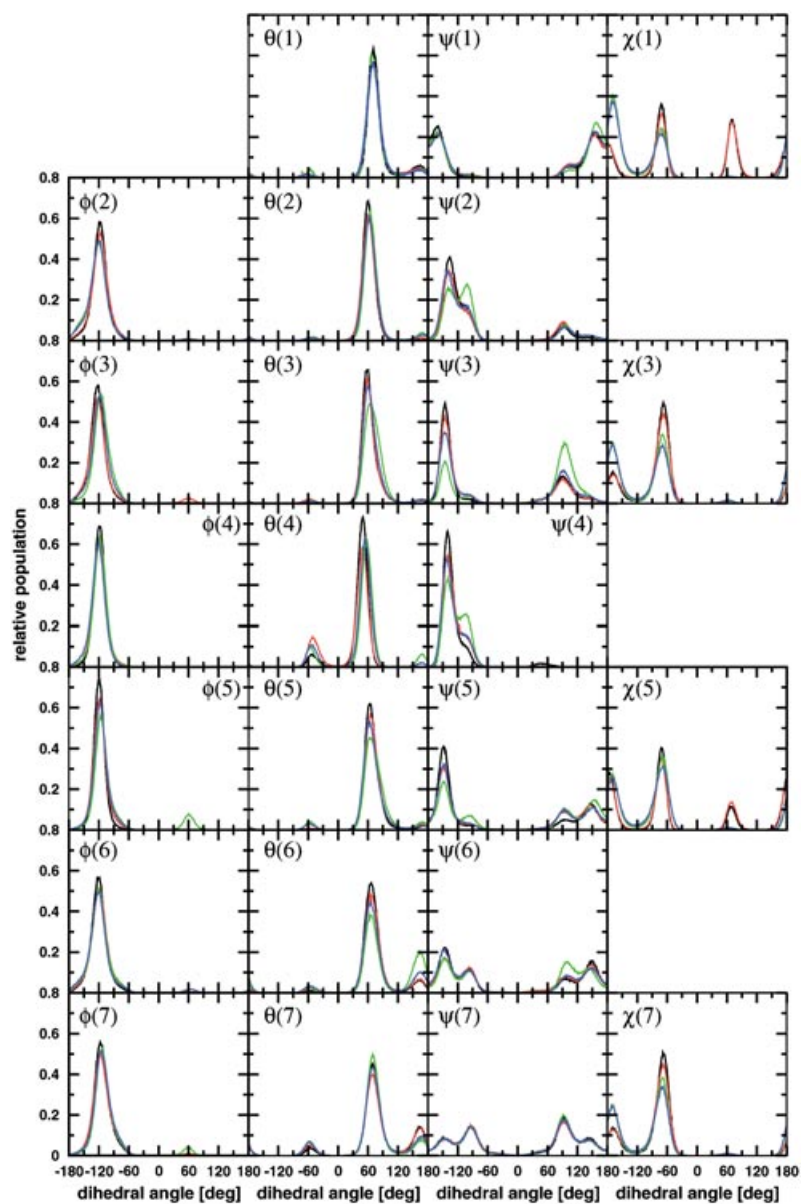 θ(1) ψ(1) χ(1)
0.8 φ(2) θ(2) ψ(2)
0.6
0.4
0.2
0.8 φ(3) θ(3) ψ(3) χ(3)
0.6
0.4
0.2
0.8 φ(4) θ(4) ψ(4)
0.6
0.4
0.2
0.8 φ(5) θ(5) ψ(5) χ(5)
0.6
0.4
0.2
0.8 φ(6) θ(6) ψ(6)
0.6
0.4
0.2
0.8 φ(7) θ(7) ψ(7) χ(7)
0.6
0.4
0.2
0
relative population
-180 -120 -60 0 60 120 180 -120 -60 0 60 120 180 -120 -60 0 60 120 180 -120 -60 0 60 120 180
dihedral angle [deg] dihedral angle [deg] dihedral angle [deg] dihedral angle [deg]